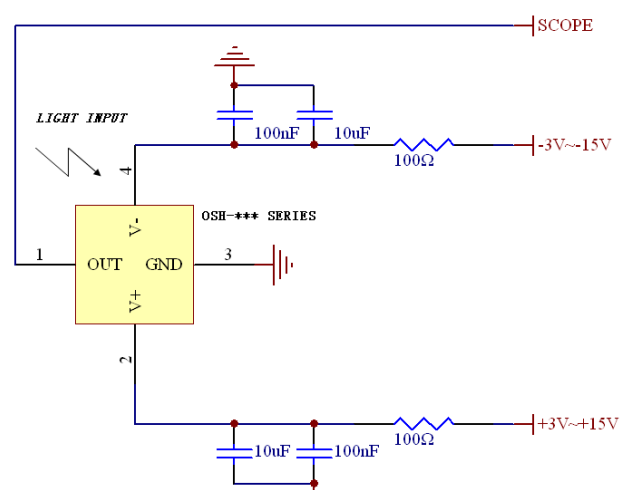 SCOPE
LIGHT INPUT
100nF
10uF
100Ω
-3V~-15V
4
OSH-*** SERIES
V-
1
OUT
GND
3
V+
2
100Ω
+3V~+15V
10uF
100nF